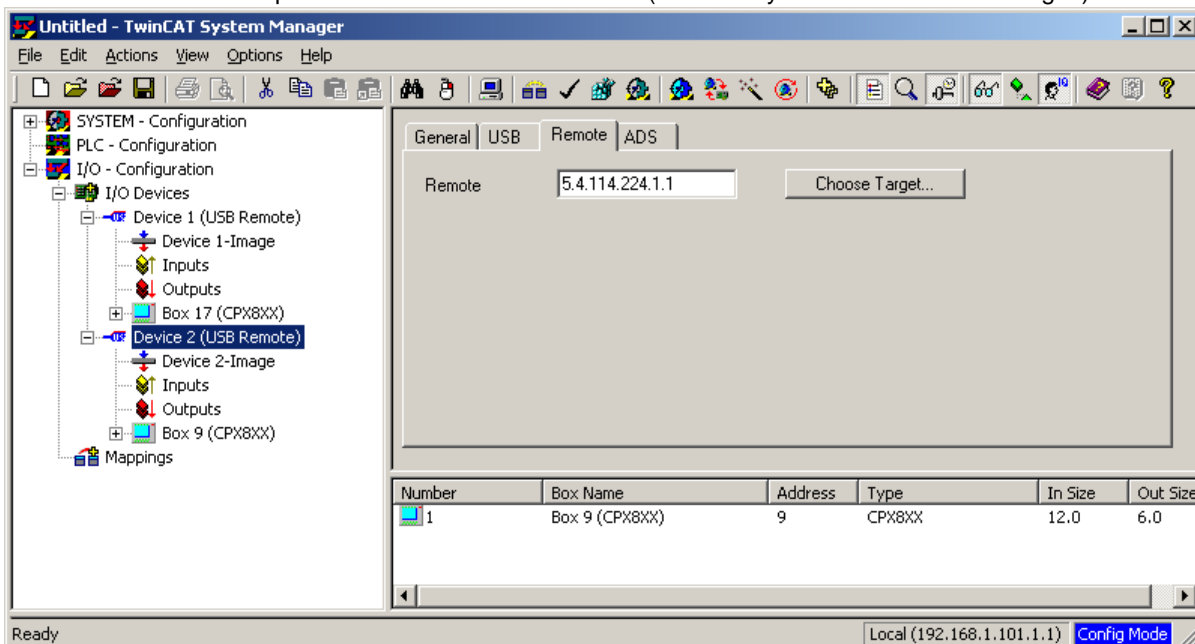 Untitled - TwinCAT System Manager
File Edit Actions View Options Help
SYSTEM - Configuration
PLC - Configuration
I/O - Configuration
I/O Devices
Device 1 (USB Remote)
Device 1-Image
Inputs
Outputs
Box 17 (CPX8XX)
Device 2 (USB Remote)
Device 2-Image
Inputs
Outputs
Box 9 (CPX8XX)
Mappings
General USB Remote ADS
Remote 5.4.114.224.1.1 Choose Target...
Number Box Name Address Type In Size Out Size
1 Box 9 (CPX8XX) 9 CPX8XX 12.0 6.0
Ready Local (192.168.1.101.1.1) Config Mode